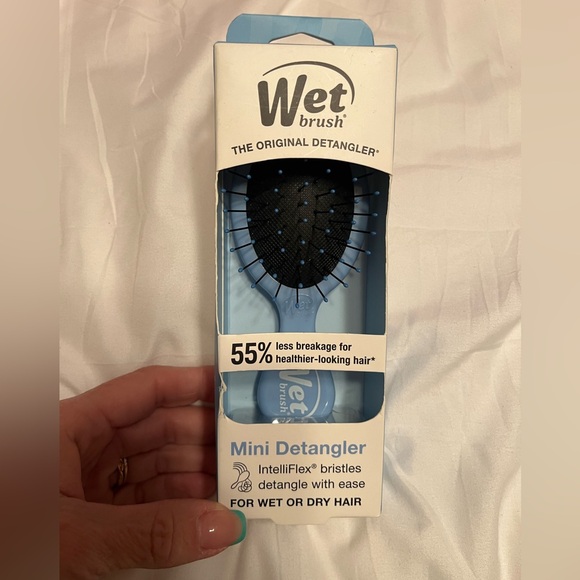 Wet
brush®
THE ORIGINAL DETANGLER®
55% less breakage for
healthier-looking hair*
Wet
brush
Mini Detangler
IntelliFlex® bristles
detangle with ease
FOR WET OR DRY HAIR